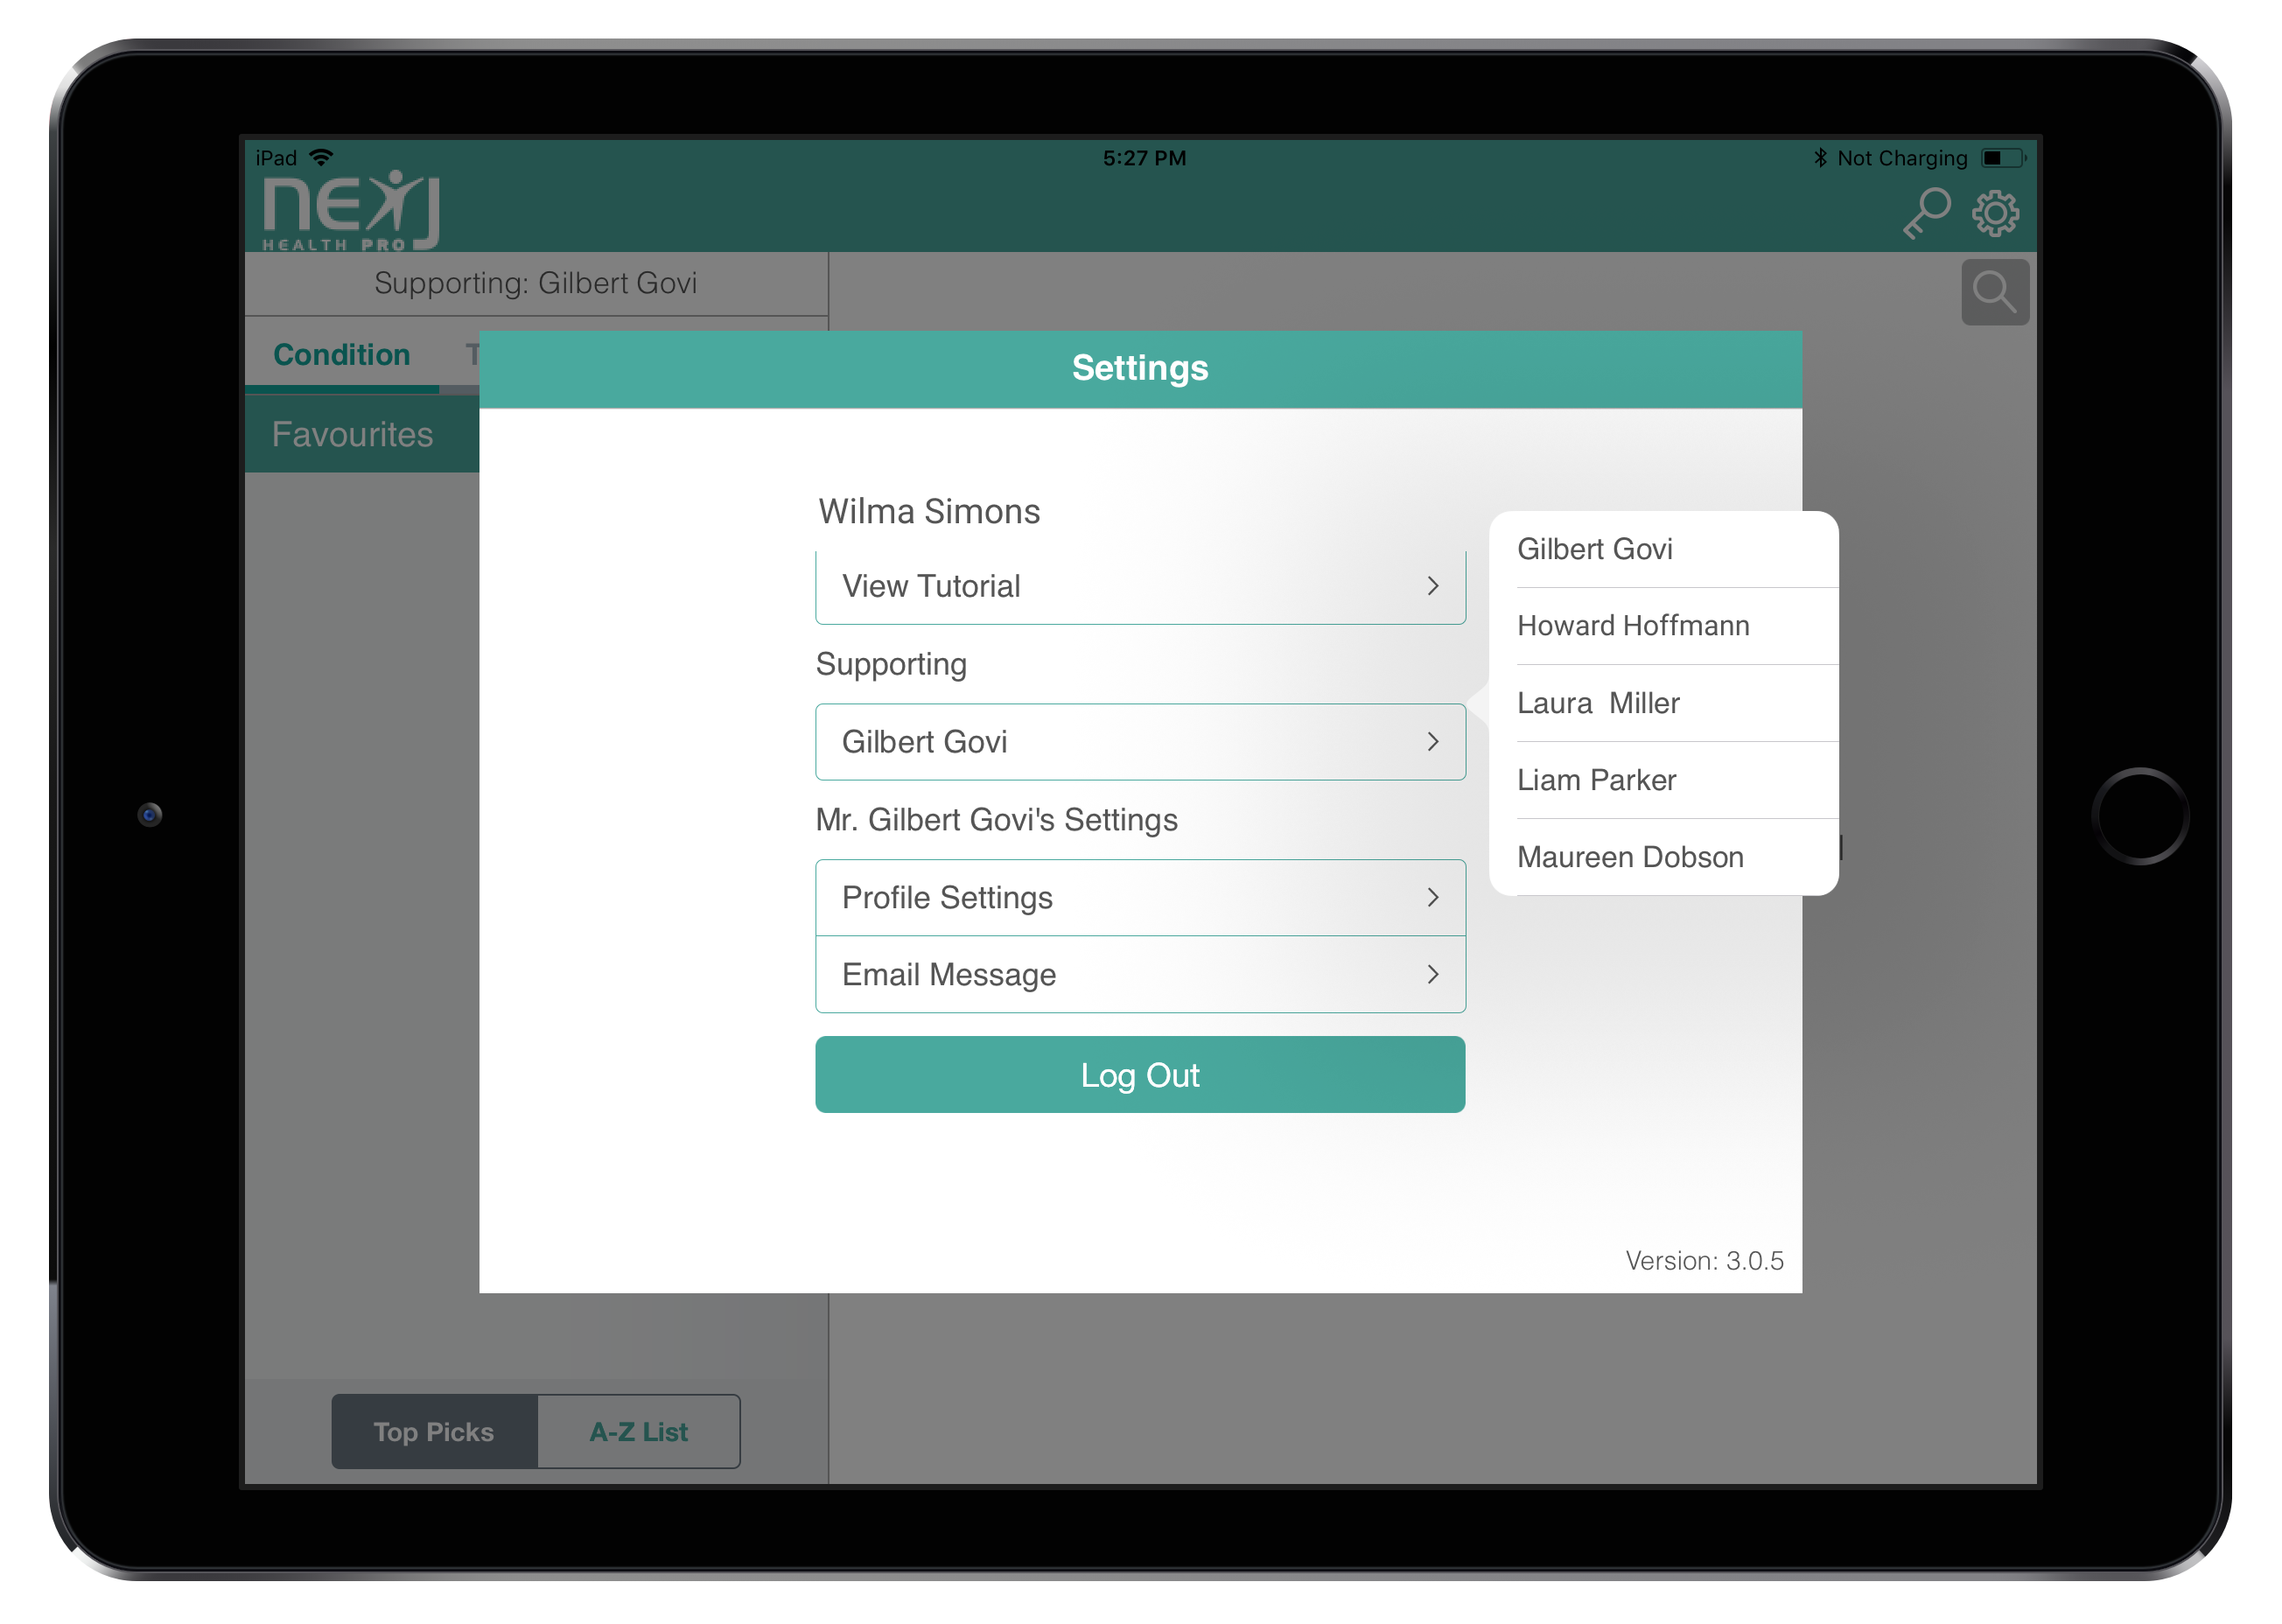 iPad
5:27 PM
Not Charging
nexj
HEALTH PRO
Supporting: Gilbert Govi
Condition
T
Favourites
Settings
Wilma Simons
View Tutorial
Supporting
Gilbert Govi
Mr. Gilbert Govi's Settings
Profile Settings
Email Message
Log Out
Gilbert Govi
Howard Hoffmann
Laura  Miller
Liam Parker
Maureen Dobson
Version: 3.0.5
Top Picks
A-Z List